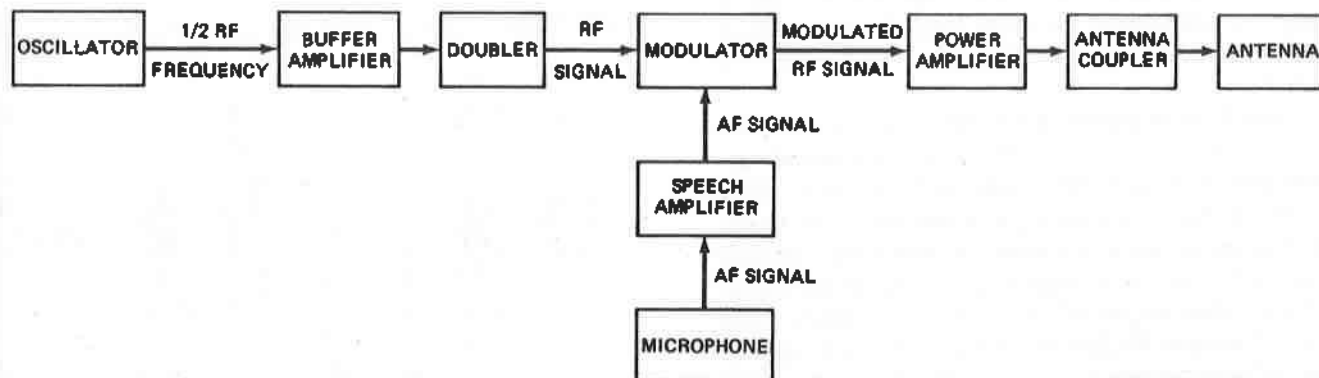 OSCILLATOR
1/2 RF
FREQUENCY
BUFFER
AMPLIFIER
DOUBLER
RF
SIGNAL
MODULATOR
MODULATED
RF SIGNAL
POWER
AMPLIFIER
ANTENNA
COUPLER
ANTENNA
AF SIGNAL
SPEECH
AMPLIFIER
AF SIGNAL
MICROPHONE